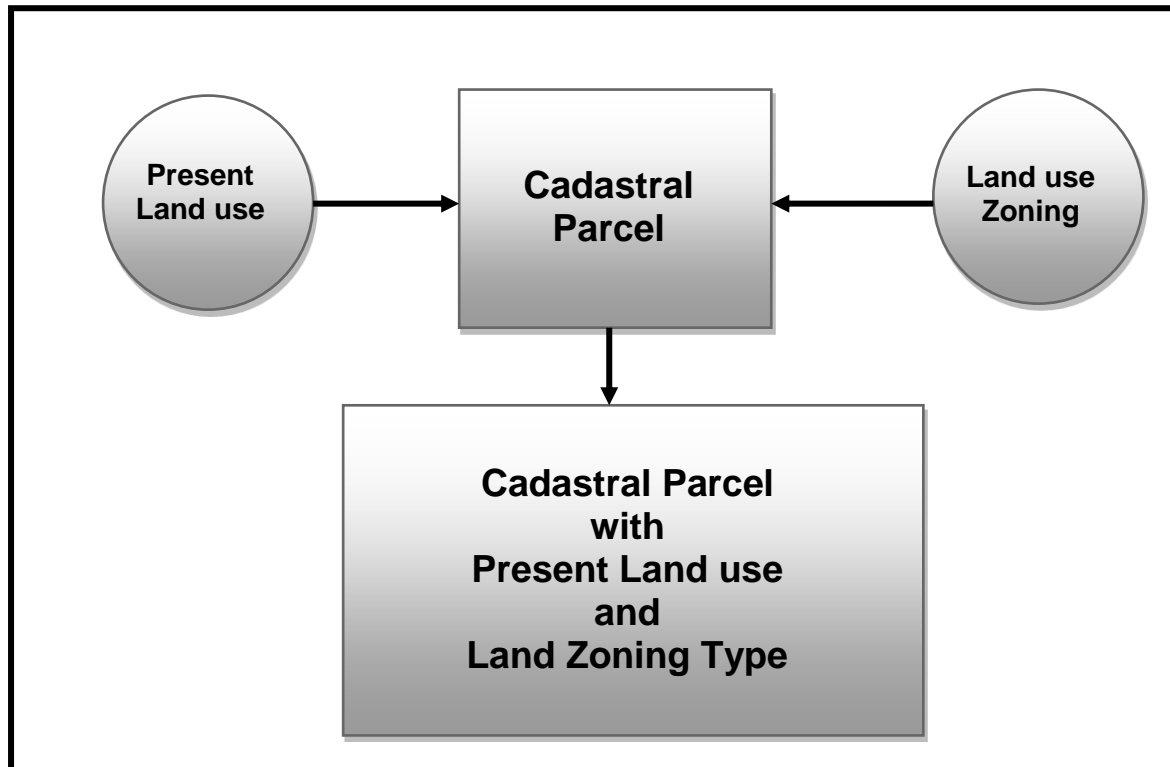 Present
Land use
Cadastral
Parcel
Land use
Zoning
Cadastral Parcel
with
Present Land use
and
Land Zoning Type